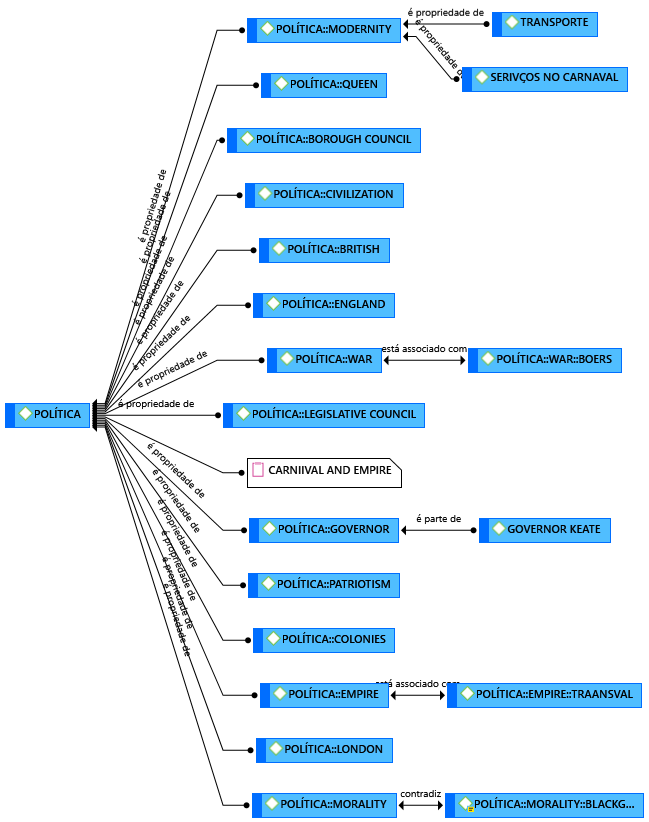 é propriedade de
POLÍTICA::MODERNITY
TRANSPORTE
é propriedade de
SERIVÇOS NO CARNAVAL
POLÍTICA::QUEEN
POLÍTICA::BOROUGH COUNCIL
é propriedade de
POLÍTICA::CIVILIZATION
é propriedade de
é propriedade de
POLÍTICA::BRITISH
é propriedade de
é propriedade de
POLÍTICA::ENGLAND
é propriedade de
é propriedade de
POLÍTICA::WAR
está associado com
POLÍTICA::WAR::BOERS
é propriedade de
POLÍTICA
POLÍTICA::LEGISLATIVE COUNCIL
CARNIIVAL AND EMPIRE
é propriedade de
é propriedade de
POLÍTICA::GOVERNOR
é parte de
GOVERNOR KEATE
é propriedade de
POLÍTICA::PATRIOTISM
é propriedade de
é propriedade de
POLÍTICA::COLONIES
é propriedade de
POLÍTICA::EMPIRE
está associado com
POLÍTICA::EMPIRE::TRAANSVAL
POLÍTICA::LONDON
POLÍTICA::MORALITY
contradiz
POLÍTICA::MORALITY::BLACKG...